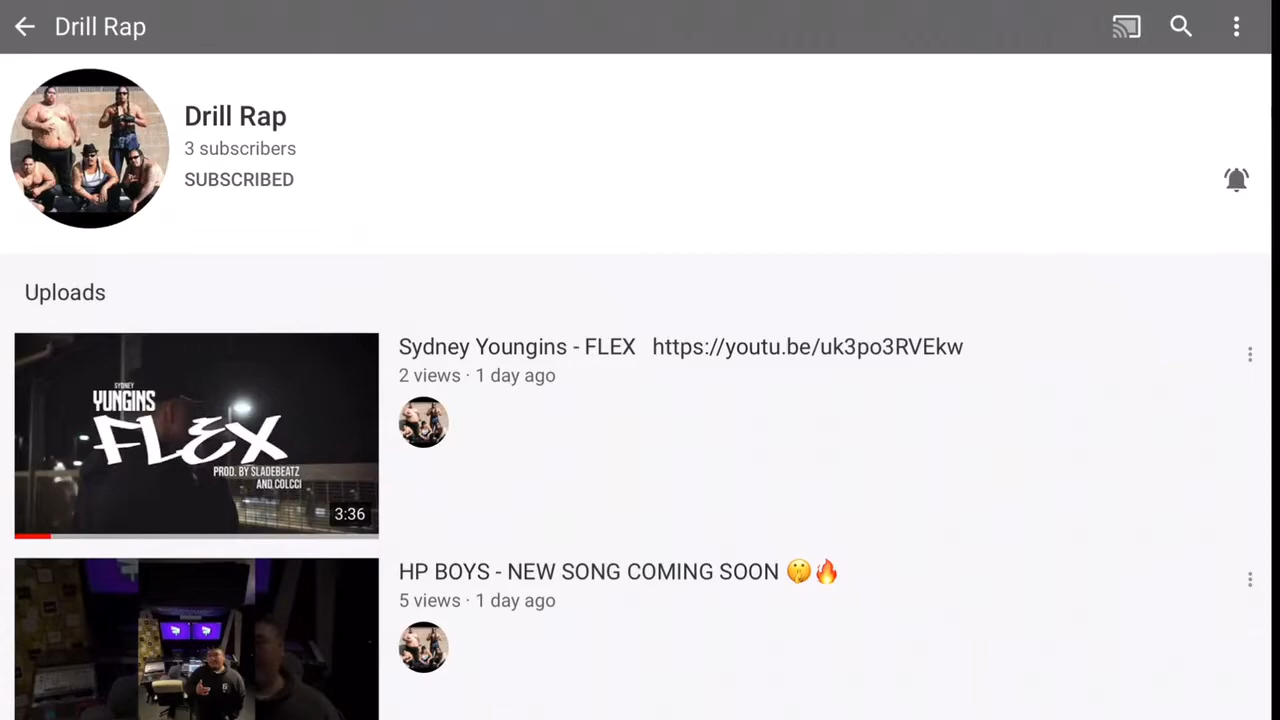 Drill Rap
Drill Rap
3 subscribers
SUBSCRIBED
Uploads
Sydney Youngins - FLEX https://youtu.be/uk3po3RVEkw
2 views · 1 day ago
SYDNEY
YUNGINS
FLEX
PROD. BY SLADEBEATZ
AND COLCCI
3:36
HP BOYS - NEW SONG COMING SOON 🤫🔥
5 views · 1 day ago